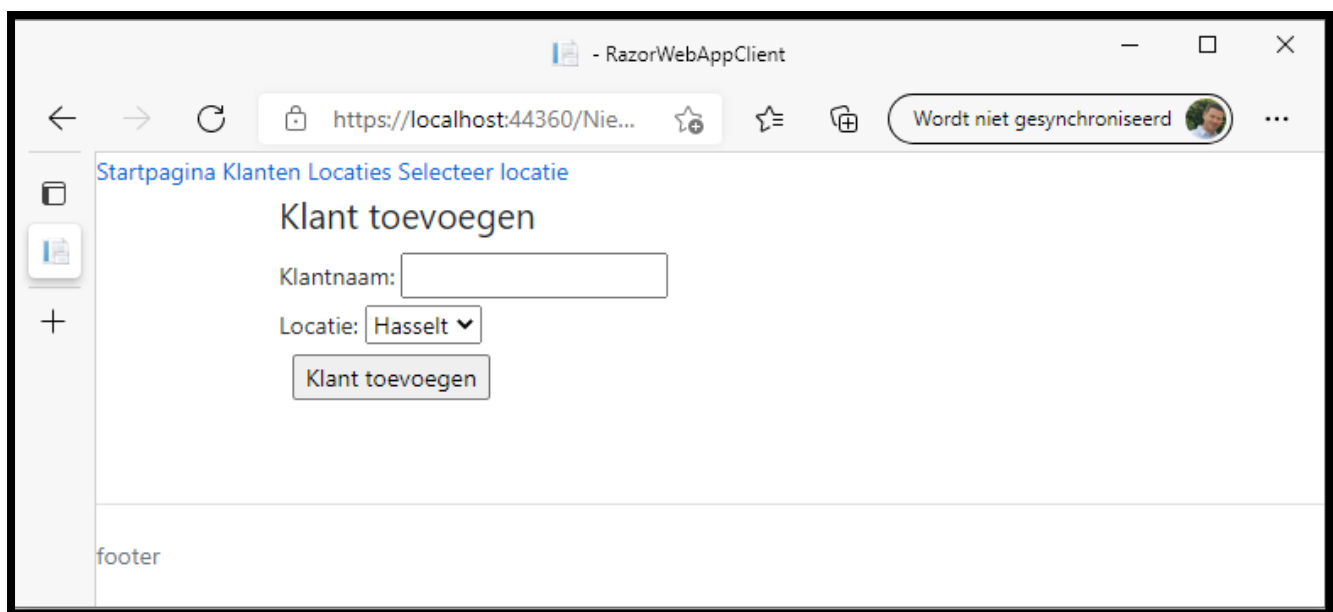 - RazorWebAppClient
https://localhost:44360/Nie...
Wordt niet gesynchroniseerd
Startpagina Klanten Locaties Selecteer locatie
Klant toevoegen
Klantnaam:
Locatie: Hasselt
Klant toevoegen
footer